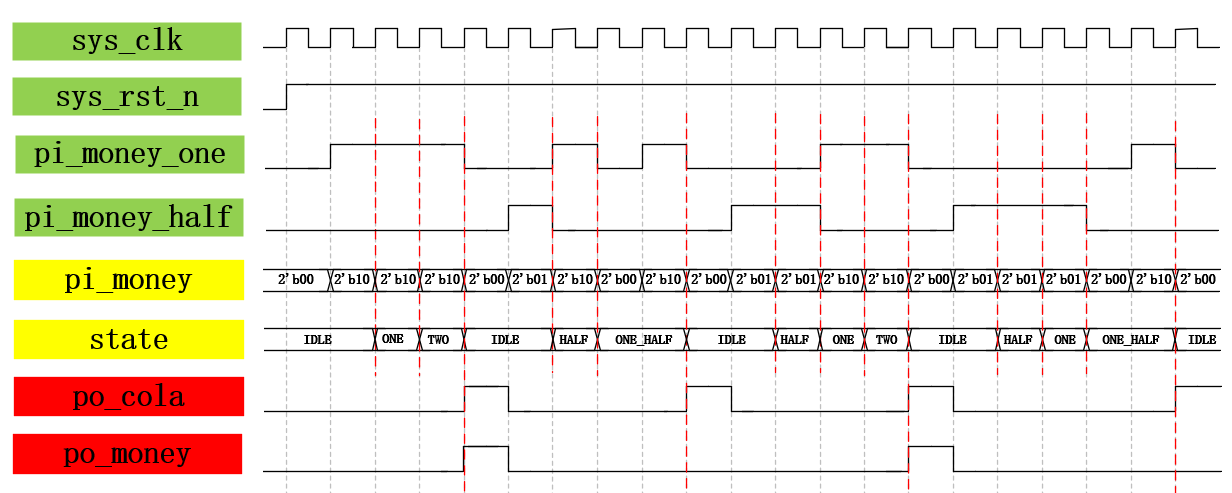 sys_clk
sys_rst_n
pi_money_one
pi_money_half
pi_money 2'b00 2'b10 2'b10 2'b10 2'b00 2'b01 2'b10 2'b00 2'b10 2'b00 2'b01 2'b01 2'b10 2'b10 2'b00 2'b01 2'b01 2'b01 2'b00 2'b10 2'b00
state IDLE ONE TWO IDLE HALF ONE_HALF IDLE HALF ONE TWO IDLE HALF ONE ONE_HALF IDLE
po_cola
po_money